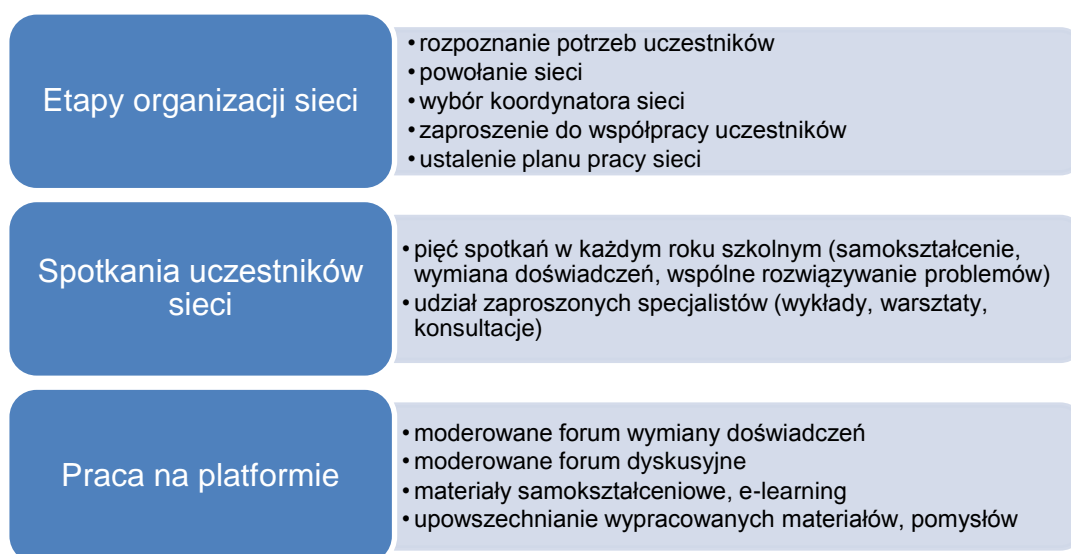 Etapy organizacji sieci
• rozpoznanie potrzeb uczestników
• powołanie sieci
• wybór koordynatora sieci
• zaproszenie do współpracy uczestników
• ustalenie planu pracy sieci
Spotkania uczestników
sieci
• pięć spotkań w każdym roku szkolnym (samokształcenie,
wymiana doświadczeń, wspólne rozwiązywanie problemów)
• udział zaproszonych specjalistów (wykłady, warsztaty,
konsultacje)
Praca na platformie
• moderowane forum wymiany doświadczeń
• moderowane forum dyskusyjne
• materiały samokształceniowe, e-learning
• upowszechnianie wypracowanych materiałów, pomysłów